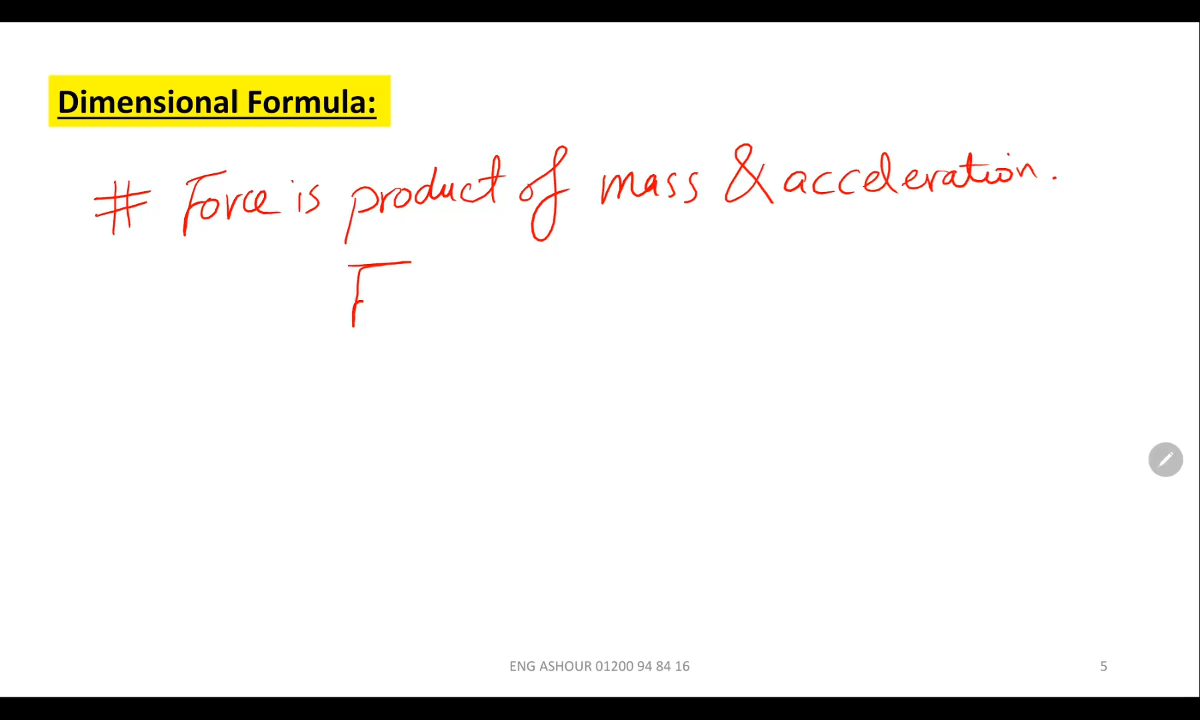 Dimensional Formula:
# Force is product of mass & acceleration.
F
ENG ASHOUR 01200 94 84 16
5